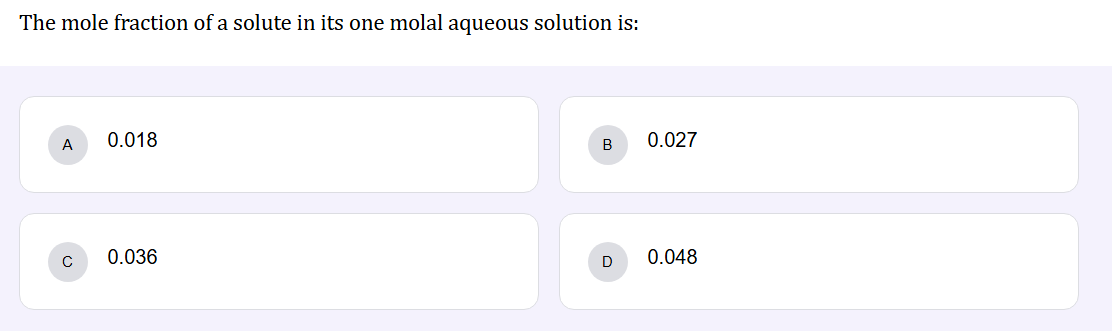 The mole fraction of a solute in its one molal aqueous solution is:
A 0.018
B 0.027
C 0.036
D 0.048